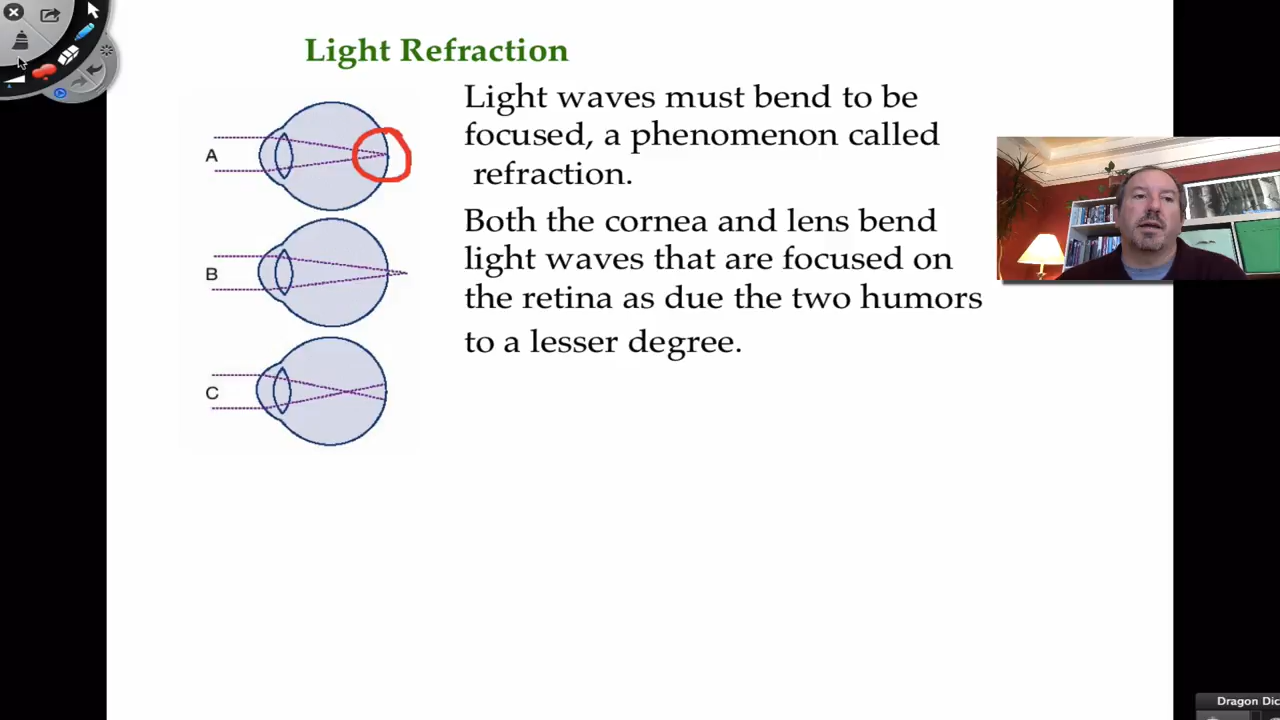 Light Refraction
Light waves must bend to be
focused, a phenomenon called
refraction.
Both the cornea and lens bend
light waves that are focused on
the retina as due the two humors
to a lesser degree.
A
B
C
Dragon Dic